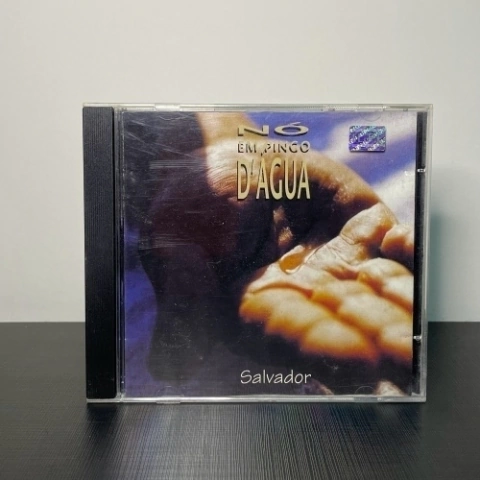 NÓ
EM PINGO
D'ÁGUA
Salvador